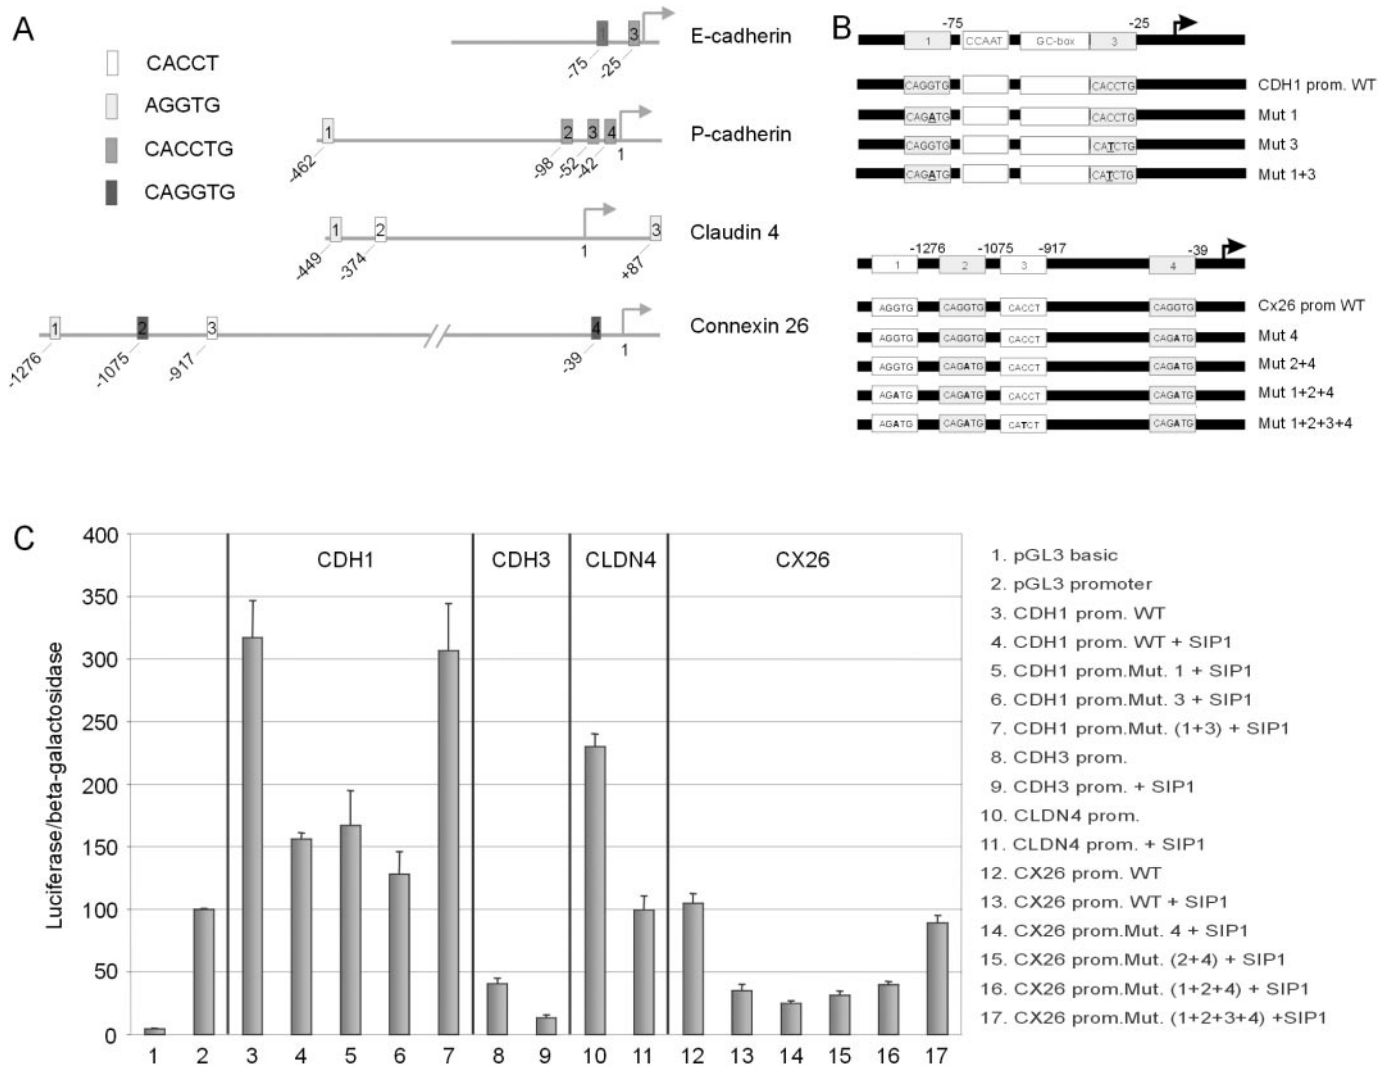 A
CACCT
AGGTG
CACCTG
CAGGTG
1 3
-75 -25
E-cadherin
1 2 3 4
-462 -98 -52 -42 1
P-cadherin
1 2 3
-449 -374 1 +87
Claudin 4
1 2 3 4
-1276 -1075 -917 -39 1
Connexin 26
B
-75 -25
1 CCAAT GC-box 3
CAGGTG CACCTG CDH1 prom. WT
CAGATG CACCTG Mut 1
CAGGTG CATCTG Mut 3
CAGATG CATCTG Mut 1+3
-1276 -1075 -917 -39
1 2 3 4
AGGTG CAGGTG CACCT CAGGTG Cx26 prom WT
AGGTG CAGGTG CACCT CAGATG Mut 4
AGGTG CAGATG CACCT CAGATG Mut 2+4
AGATG CAGATG CACCT CAGATG Mut 1+2+4
AGATG CAGATG CATCT CAGATG Mut 1+2+3+4
C
Luciferase/beta-galactosidase
400
350
300
250
200
150
100
50
0
CDH1 CDH3 CLDN4 CX26
1 2 3 4 5 6 7 8 9 10 11 12 13 14 15 16 17
1. pGL3 basic
2. pGL3 promoter
3. CDH1 prom. WT
4. CDH1 prom. WT + SIP1
5. CDH1 prom.Mut. 1 + SIP1
6. CDH1 prom.Mut. 3 + SIP1
7. CDH1 prom.Mut. (1+3) + SIP1
8. CDH3 prom.
9. CDH3 prom. + SIP1
10. CLDN4 prom.
11. CLDN4 prom. + SIP1
12. CX26 prom. WT
13. CX26 prom. WT + SIP1
14. CX26 prom.Mut. 4 + SIP1
15. CX26 prom.Mut. (2+4) + SIP1
16. CX26 prom.Mut. (1+2+4) + SIP1
17. CX26 prom.Mut. (1+2+3+4) +SIP1